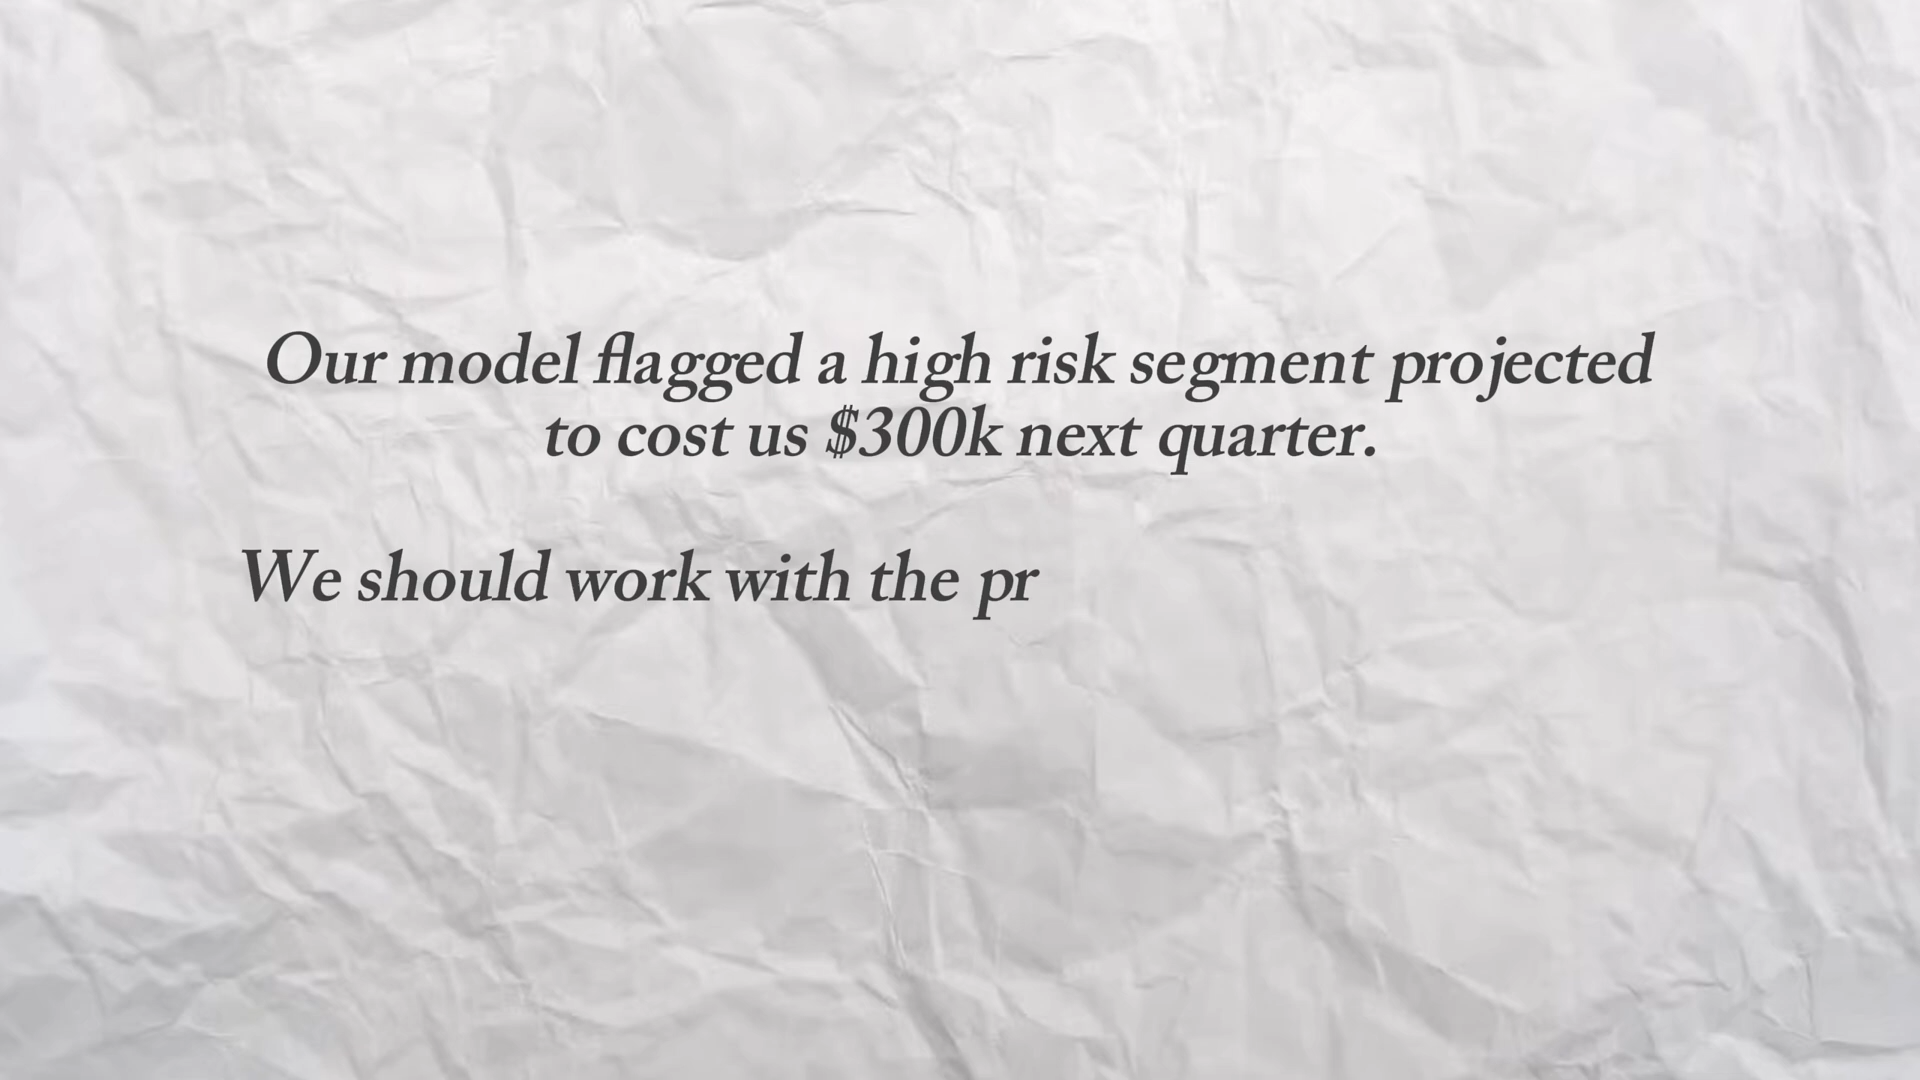 Our model flagged a high risk segment projected
to cost us $300k next quarter.
We should work with the pr